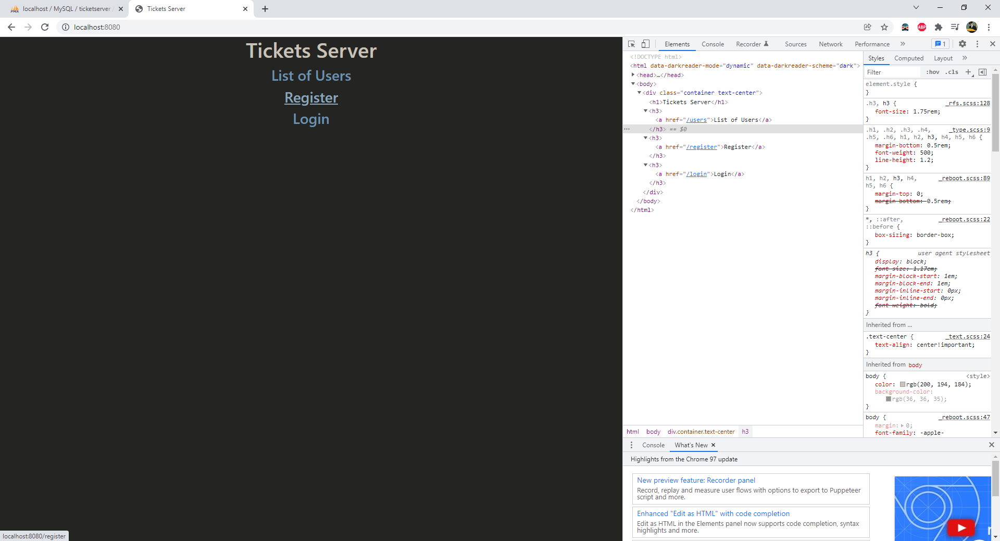 localhost / MySQL / ticketserver
Tickets Server
localhost:8080
ABP
Tickets Server
List of Users
Register
Login
localhost:8080/register
Elements
Console
Recorder
Sources
Network
Performance
1
<!DOCTYPE html>
<html data-darkreader-mode="dynamic" data-darkreader-scheme="dark">
<head>…</head>
<body>
<div class="container text-center">
<h1>Tickets Server</h1>
<h3>
<a href="/users">List of Users</a>
</h3> == $0
<h3>
<a href="/register">Register</a>
</h3>
<h3>
<a href="/login">Login</a>
</h3>
</div>
</body>
</html>
html body div.container.text-center h3
Styles
Computed
Layout
Filter
:hov .cls
element.style {
}
.h3, h3 { _rfs.scss:128
font-size: 1.75rem;
}
.h1, .h2, .h3, .h4, _type.scss:9
.h5, .h6, h1, h2, h3, h4, h5, h6 {
margin-bottom: 0.5rem;
font-weight: 500;
line-height: 1.2;
}
h1, h2, h3, h4, _reboot.scss:89
h5, h6 {
margin-top: 0;
margin-bottom: 0.5rem;
}
*, ::after, _reboot.scss:22
::before {
box-sizing: border-box;
}
h3 { user agent stylesheet
display: block;
font-size: 1.17em;
margin-block-start: 1em;
margin-block-end: 1em;
margin-inline-start: 0px;
margin-inline-end: 0px;
font-weight: bold;
}
Inherited from …
.text-center { _text.scss:24
text-align: center!important;
}
Inherited from body
body { <style>
color: rgb(200, 194, 184);
background-color:
rgb(36, 36, 35);
}
body { _reboot.scss:47
margin: 0;
font-family: -apple-
Console
What's New
Highlights from the Chrome 97 update
New preview feature: Recorder panel
Record, replay and measure user flows with options to export to Puppeteer
script and more.
Enhanced "Edit as HTML" with code completion
Edit as HTML in the Elements panel now supports code completion, syntax
highlights and more.